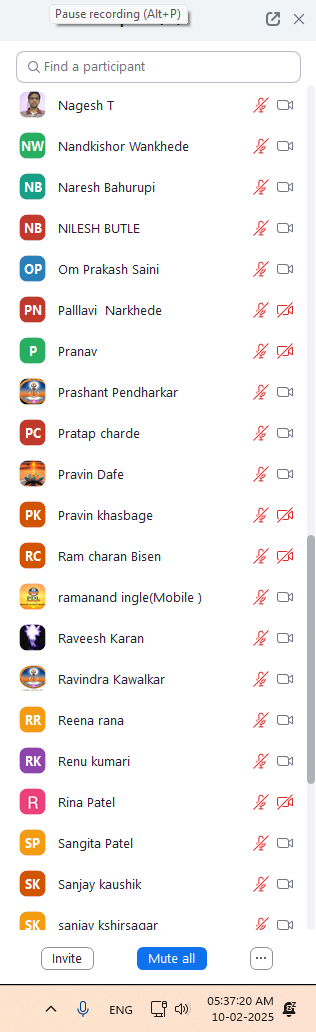 Pause recording (Alt+P)
Find a participant
Nagesh T
NW Nandkishor Wankhede
NB Naresh Bahurupi
NB NILESH BUTLE
OP Om Prakash Saini
PN Palllavi Narkhede
P Pranav
Prashant Pendharkar
PC Pratap charde
Pravin Dafe
PK Pravin khasbage
RC Ram charan Bisen
ramanand ingle(Mobile )
Raveesh Karan
Ravindra Kawalkar
RR Reena rana
RK Renu kumari
R Rina Patel
SP Sangita Patel
SK Sanjay kaushik
SK sanjay kshirsagar
Invite Mute all ...
ENG 05:37:20 AM
10-02-2025